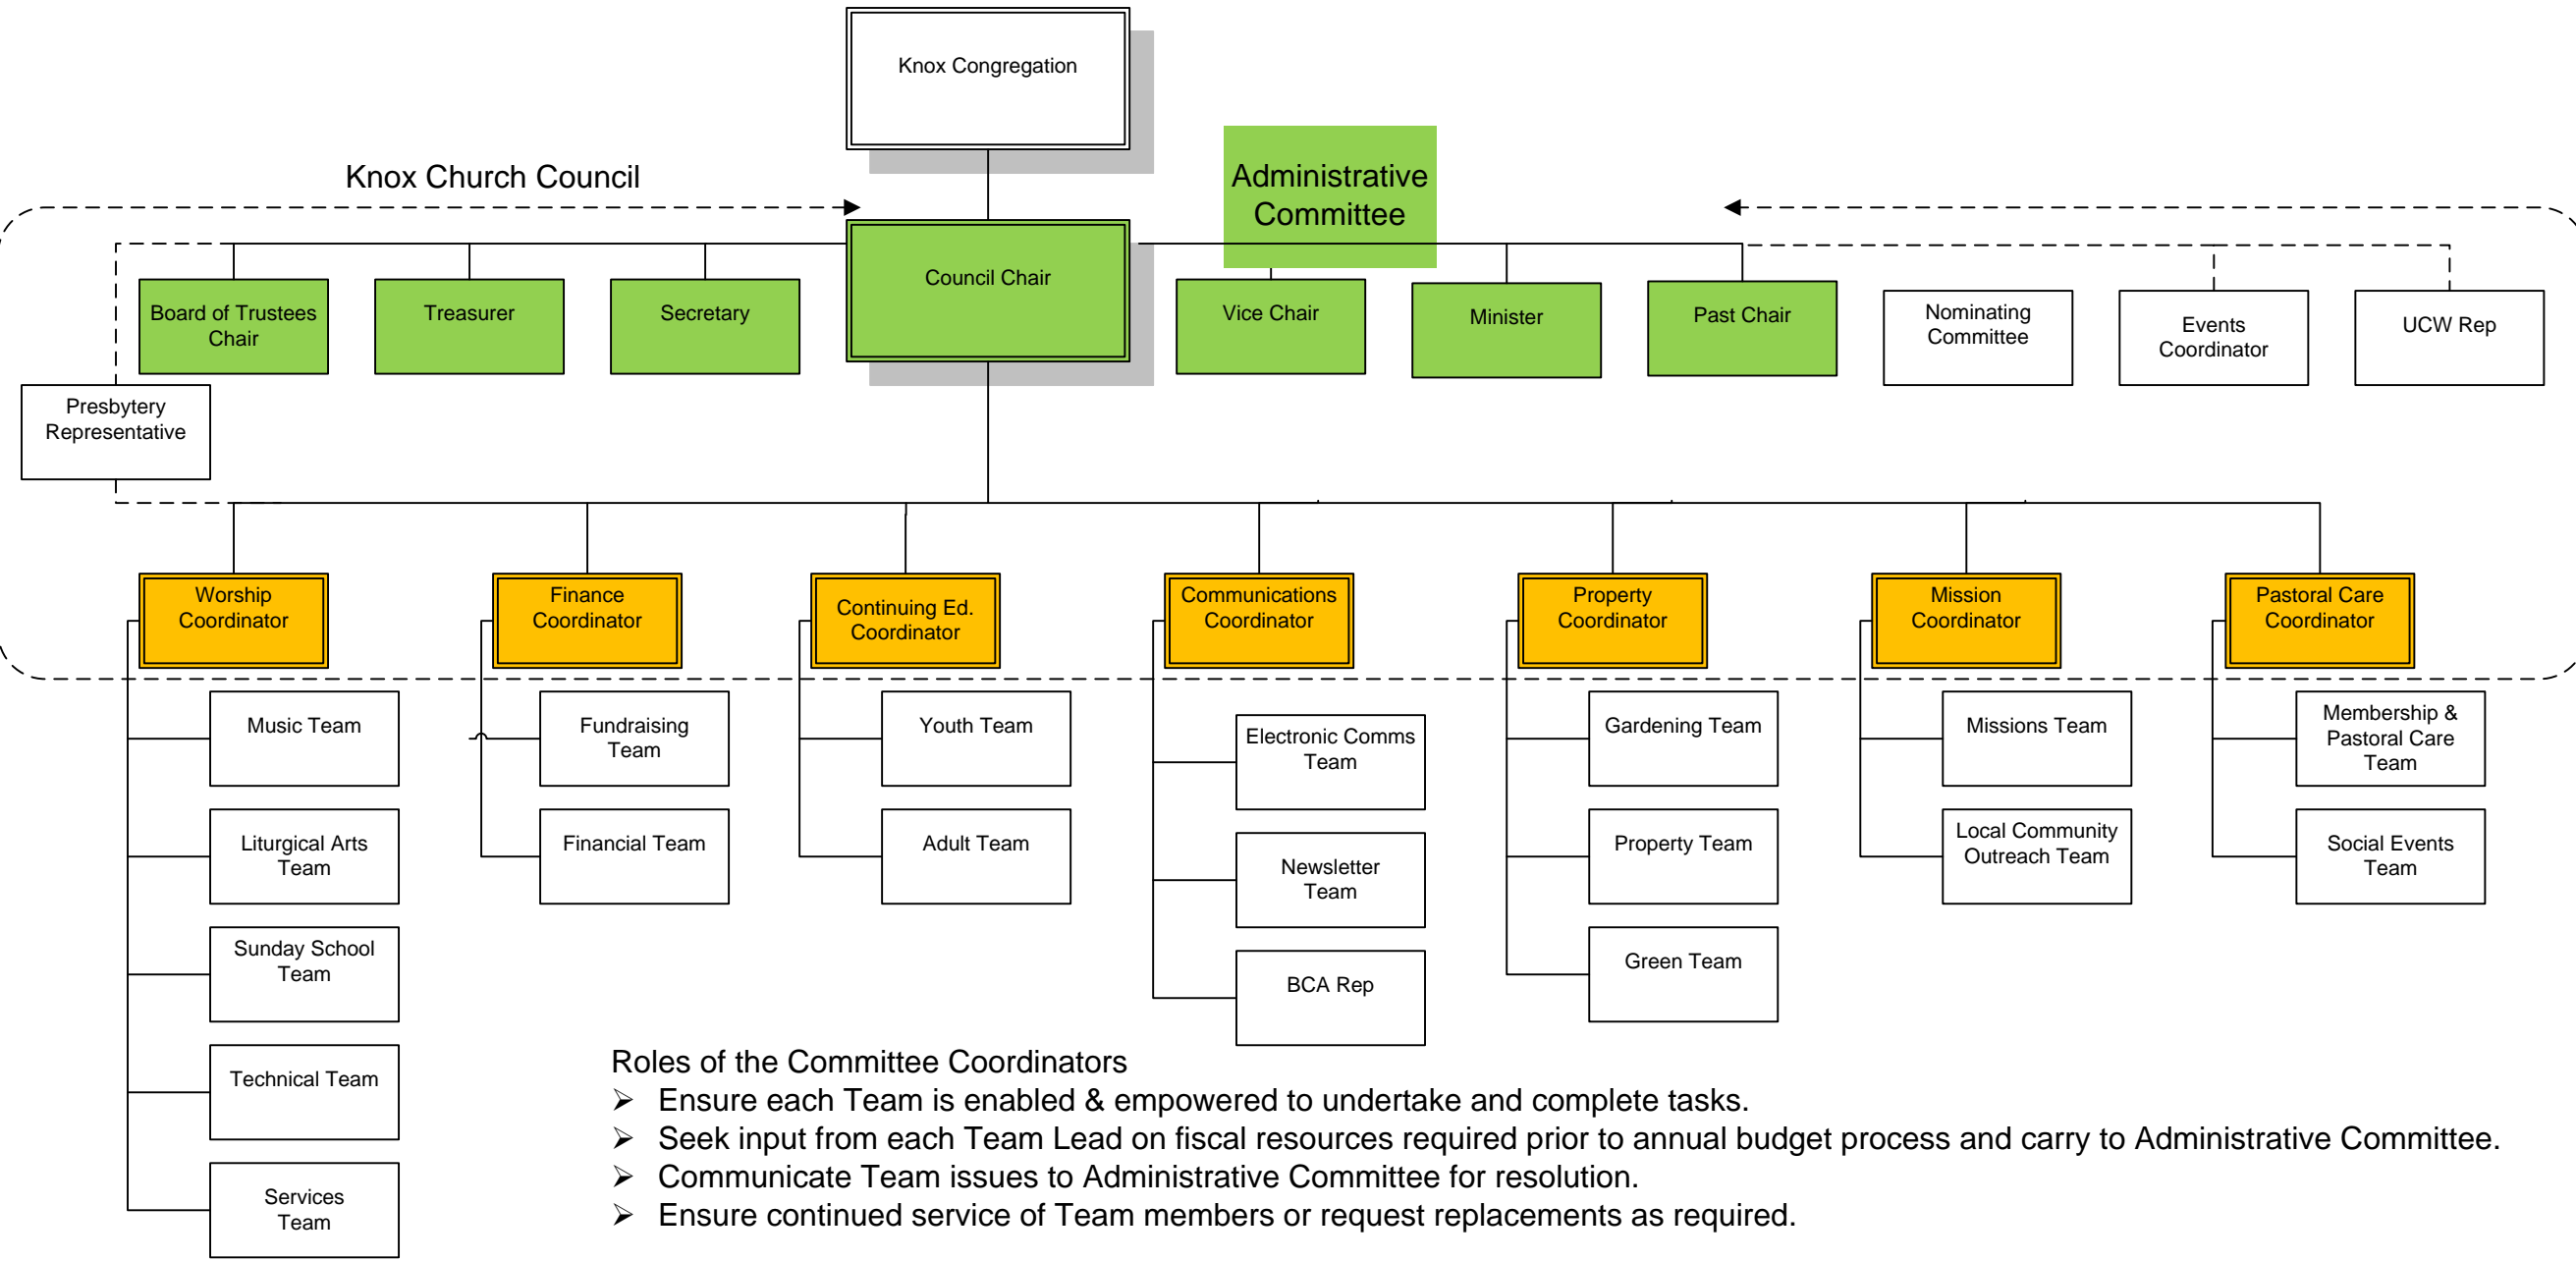 Knox Congregation
Knox Church Council
Administrative
Committee
Council Chair
Board of Trustees
Chair
Treasurer
Secretary
Vice Chair
Minister
Past Chair
Nominating
Committee
Events
Coordinator
UCW Rep
Presbytery
Representative
Worship
Coordinator
Finance
Coordinator
Continuing Ed.
Coordinator
Communications
Coordinator
Property
Coordinator
Mission
Coordinator
Pastoral Care
Coordinator
Music Team
Liturgical Arts
Team
Sunday School
Team
Technical Team
Services
Team
Fundraising
Team
Financial Team
Youth Team
Adult Team
Electronic Comms
Team
Newsletter
Team
BCA Rep
Gardening Team
Property Team
Green Team
Missions Team
Local Community
Outreach Team
Membership &
Pastoral Care
Team
Social Events
Team
Roles of the Committee Coordinators
➢ Ensure each Team is enabled & empowered to undertake and complete tasks.
➢ Seek input from each Team Lead on fiscal resources required prior to annual budget process and carry to Administrative Committee.
➢ Communicate Team issues to Administrative Committee for resolution.
➢ Ensure continued service of Team members or request replacements as required.